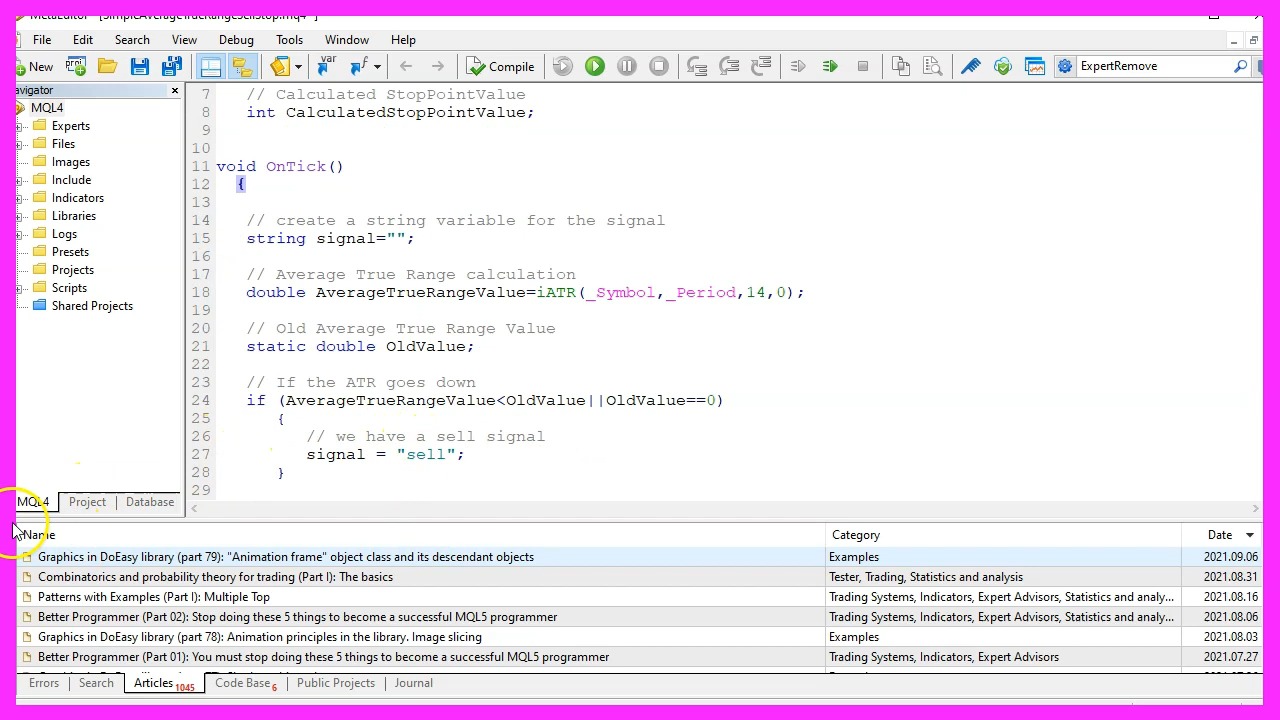 MetaEditor - [SimpleAverageTrueRangeSellStop.mq4 *]
File Edit Search View Debug Tools Window Help
New Compile ExpertRemove
avigator
MQL4
Experts
Files
Images
Include
Indicators
Libraries
Logs
Presets
Projects
Scripts
Shared Projects
MQL4 Project Database
7 // Calculated StopPointValue
8 int CalculatedStopPointValue;
9
10
11 void OnTick()
12 {
13
14 // create a string variable for the signal
15 string signal="";
16
17 // Average True Range calculation
18 double AverageTrueRangeValue=iATR(_Symbol,_Period,14,0);
19
20 // Old Average True Range Value
21 static double OldValue;
22
23 // If the ATR goes down
24 if (AverageTrueRangeValue<OldValue||OldValue==0)
25 {
26 // we have a sell signal
27 signal = "sell";
28 }
29
Name Category Date
Graphics in DoEasy library (part 79): "Animation frame" object class and its descendant objects Examples 2021.09.06
Combinatorics and probability theory for trading (Part I): The basics Tester, Trading, Statistics and analysis 2021.08.31
Patterns with Examples (Part I): Multiple Top Trading Systems, Indicators, Expert Advisors, Statistics and analy... 2021.08.16
Better Programmer (Part 02): Stop doing these 5 things to become a successful MQL5 programmer Trading Systems, Indicators, Expert Advisors, Statistics and analy... 2021.08.06
Graphics in DoEasy library (part 78): Animation principles in the library. Image slicing Examples 2021.08.03
Better Programmer (Part 01): You must stop doing these 5 things to become a successful MQL5 programmer Trading Systems, Indicators, Expert Advisors 2021.07.27
Errors Search Articles 1045 Code Base 6 Public Projects Journal